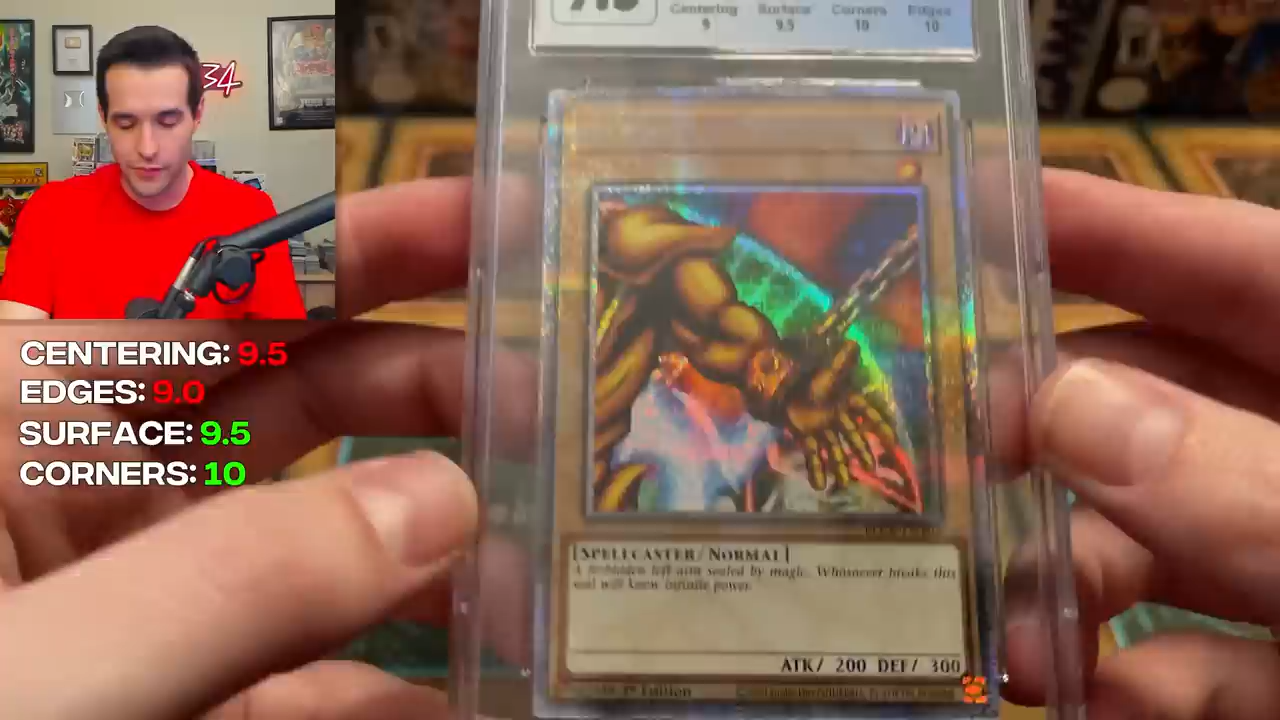 34
Centering Surface Corners Edges
9 9.5 10 10
CENTERING: 9.5
EDGES: 9.0
SURFACE: 9.5
CORNERS: 10
[SPELLCASTER/NORMAL]
A forbidden left arm sealed by magic. Whosoever breaks this
seal will know infinite power.
ATK/ 200 DEF/ 300
1st Edition